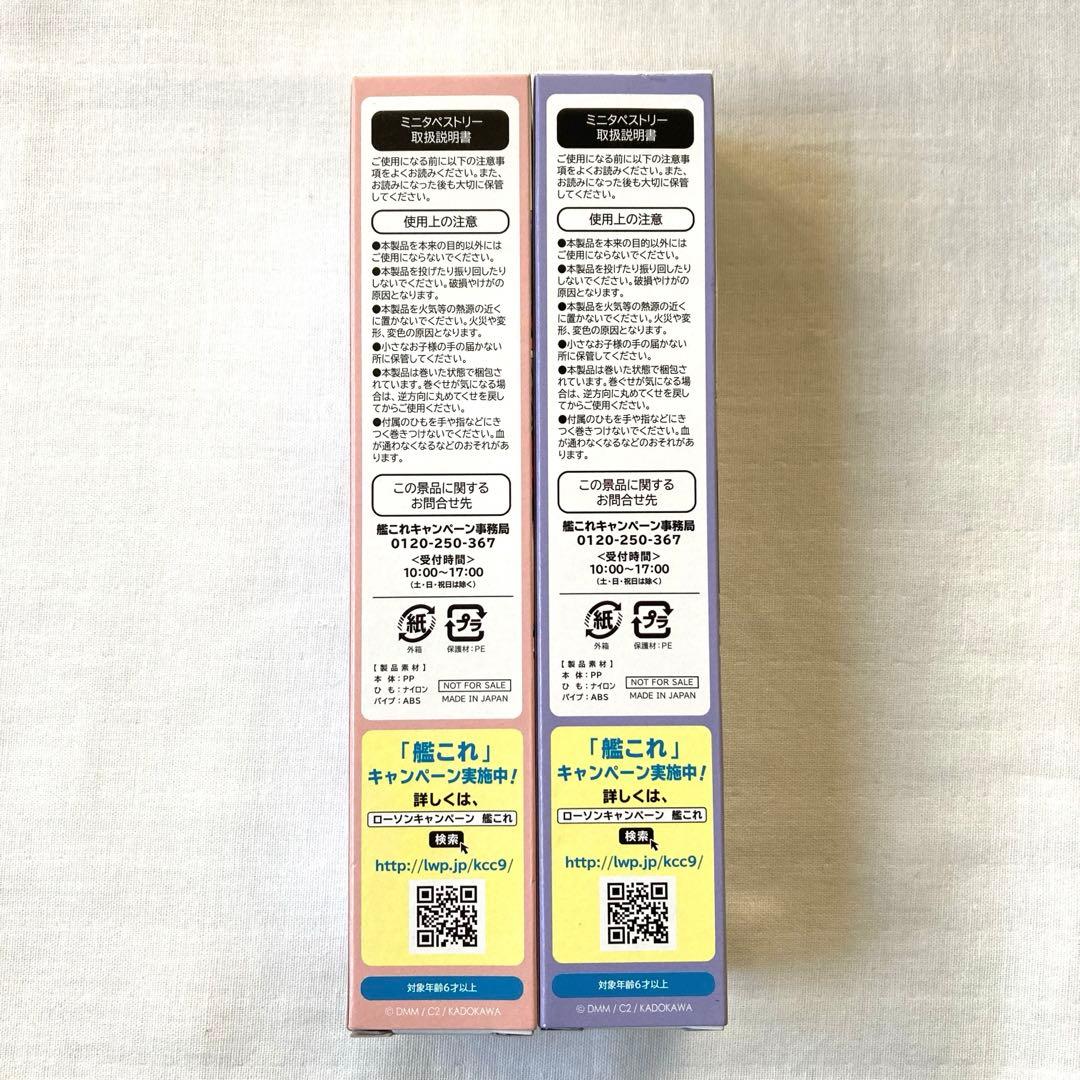 ミニタペストリー
取扱説明書
ご使用になる前に以下の注意事
項をよくお読みください。また、
お読みになった後も大切に保管
してください。
使用上の注意
●本製品を本来の目的以外には
ご使用にならないでください。
●本製品を投げたり振り回したり
しないでください。破損やけがの
原因となります。
●本製品を火気等の熱源の近く
に置かないでください。火災や変
形、変色の原因となります。
●小さなお子様の手の届かない
所に保管してください。
●本製品は巻いた状態で梱包さ
れています。巻ぐせが気になる場
合は、逆方向に丸めてくせを戻し
てからご使用ください。
●付属のひもを手や指などにき
つく巻きつけないでください。血
が通わなくなるなどのおそれがあ
ります。
この景品に関する
お問合せ先
艦これキャンペーン事務局
0120-250-367
<受付時間>
10:00〜17:00
(土・日・祝日は除く)
紙 プラ
外箱 保護材:PE
【製品素材】
本体:PP
ひも:ナイロン
パイプ:ABS
NOT FOR SALE
MADE IN JAPAN
「艦これ」
キャンペーン実施中!
詳しくは、
ローソンキャンペーン 艦これ
検索
http://lwp.jp/kcc9/
対象年齢6才以上
© DMM / C2 / KADOKAWA
ミニタペストリー
取扱説明書
ご使用になる前に以下の注意事
項をよくお読みください。また、
お読みになった後も大切に保管
してください。
使用上の注意
●本製品を本来の目的以外には
ご使用にならないでください。
●本製品を投げたり振り回したり
しないでください。破損やけがの
原因となります。
●本製品を火気等の熱源の近く
に置かないでください。火災や変
形、変色の原因となります。
●小さなお子様の手の届かない
所に保管してください。
●本製品は巻いた状態で梱包さ
れています。巻ぐせが気になる場
合は、逆方向に丸めてくせを戻し
てからご使用ください。
●付属のひもを手や指などにき
つく巻きつけないでください。血
が通わなくなるなどのおそれがあ
ります。
この景品に関する
お問合せ先
艦これキャンペーン事務局
0120-250-367
<受付時間>
10:00〜17:00
(土・日・祝日は除く)
紙 プラ
外箱 保護材:PE
【製品素材】
本体:PP
ひも:ナイロン
パイプ:ABS
NOT FOR SALE
MADE IN JAPAN
「艦これ」
キャンペーン実施中!
詳しくは、
ローソンキャンペーン 艦これ
検索
http://lwp.jp/kcc9/
対象年齢6才以上
© DMM / C2 / KADOKAWA